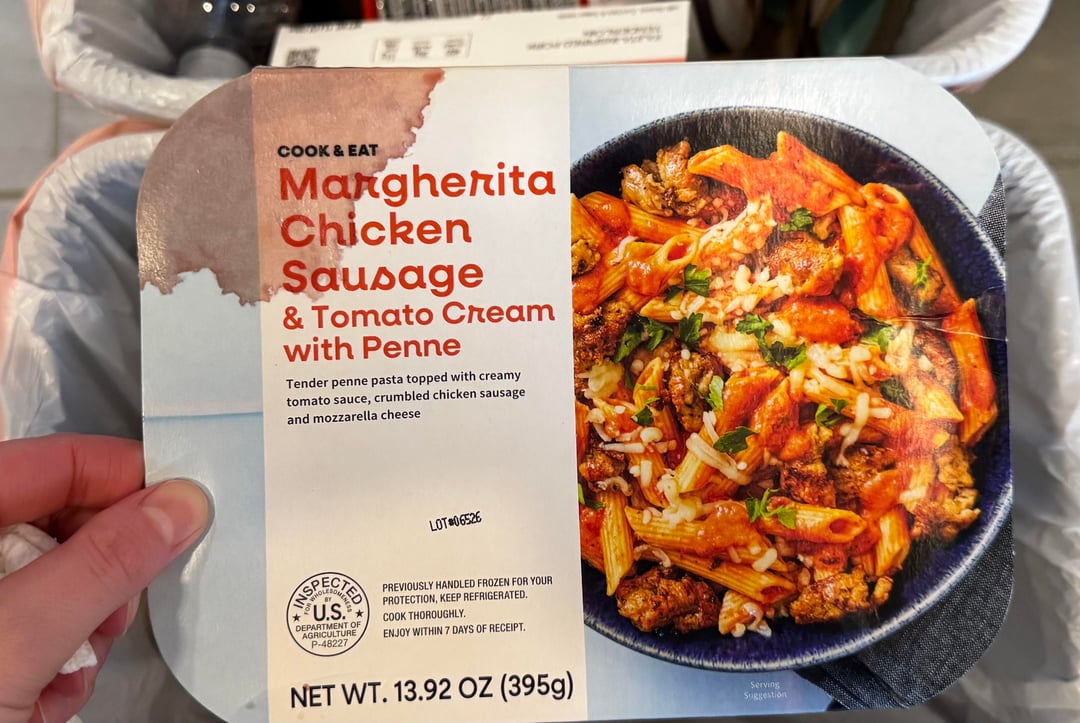 COOK & EAT
Margherita
Chicken
Sausage
& Tomato Cream
with Penne
Tender penne pasta topped with creamy
tomato sauce, crumbled chicken sausage
and mozzarella cheese
LOT#06526
INSPECTED
FOR WHOLESOMENESS
BY
U.S.
DEPARTMENT OF
AGRICULTURE
P-48227
PREVIOUSLY HANDLED FROZEN FOR YOUR
PROTECTION, KEEP REFRIGERATED.
COOK THOROUGHLY.
ENJOY WITHIN 7 DAYS OF RECEIPT.
NET WT. 13.92 OZ (395g)
Serving
Suggestion